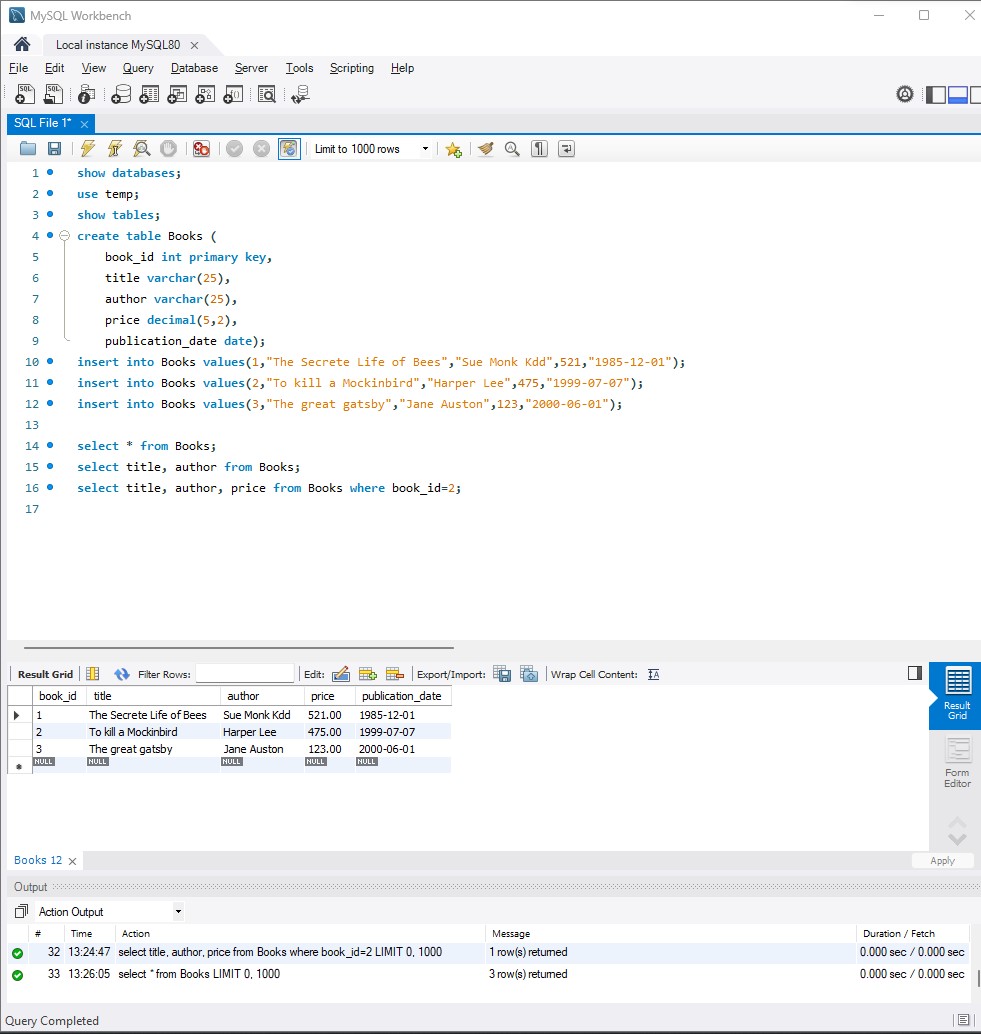 MySQL Workbench
Local instance MySQL80
File Edit View Query Database Server Tools Scripting Help
SQL File 1*
Limit to 1000 rows
1 show databases;
2 use temp;
3 show tables;
4 create table Books (
5 book_id int primary key,
6 title varchar(25),
7 author varchar(25),
8 price decimal(5,2),
9 publication_date date);
10 insert into Books values(1,"The Secrete Life of Bees","Sue Monk Kdd",521,"1985-12-01");
11 insert into Books values(2,"To kill a Mockinbird","Harper Lee",475,"1999-07-07");
12 insert into Books values(3,"The great gatsby","Jane Auston",123,"2000-06-01");
13
14 select * from Books;
15 select title, author from Books;
16 select title, author, price from Books where book_id=2;
17
Result Grid Filter Rows: Edit: Export/Import: Wrap Cell Content:
book_id title author price publication_date
1 The Secrete Life of Bees Sue Monk Kdd 521.00 1985-12-01
2 To kill a Mockinbird Harper Lee 475.00 1999-07-07
3 The great gatsby Jane Auston 123.00 2000-06-01
NULL NULL NULL NULL NULL
Result
Grid
Form
Editor
Books 12
Apply
Output
Action Output
# Time Action Message Duration / Fetch
32 13:24:47 select title, author, price from Books where book_id=2 LIMIT 0, 1000 1 row(s) returned 0.000 sec / 0.000 sec
33 13:26:05 select * from Books LIMIT 0, 1000 3 row(s) returned 0.000 sec / 0.000 sec
Query Completed